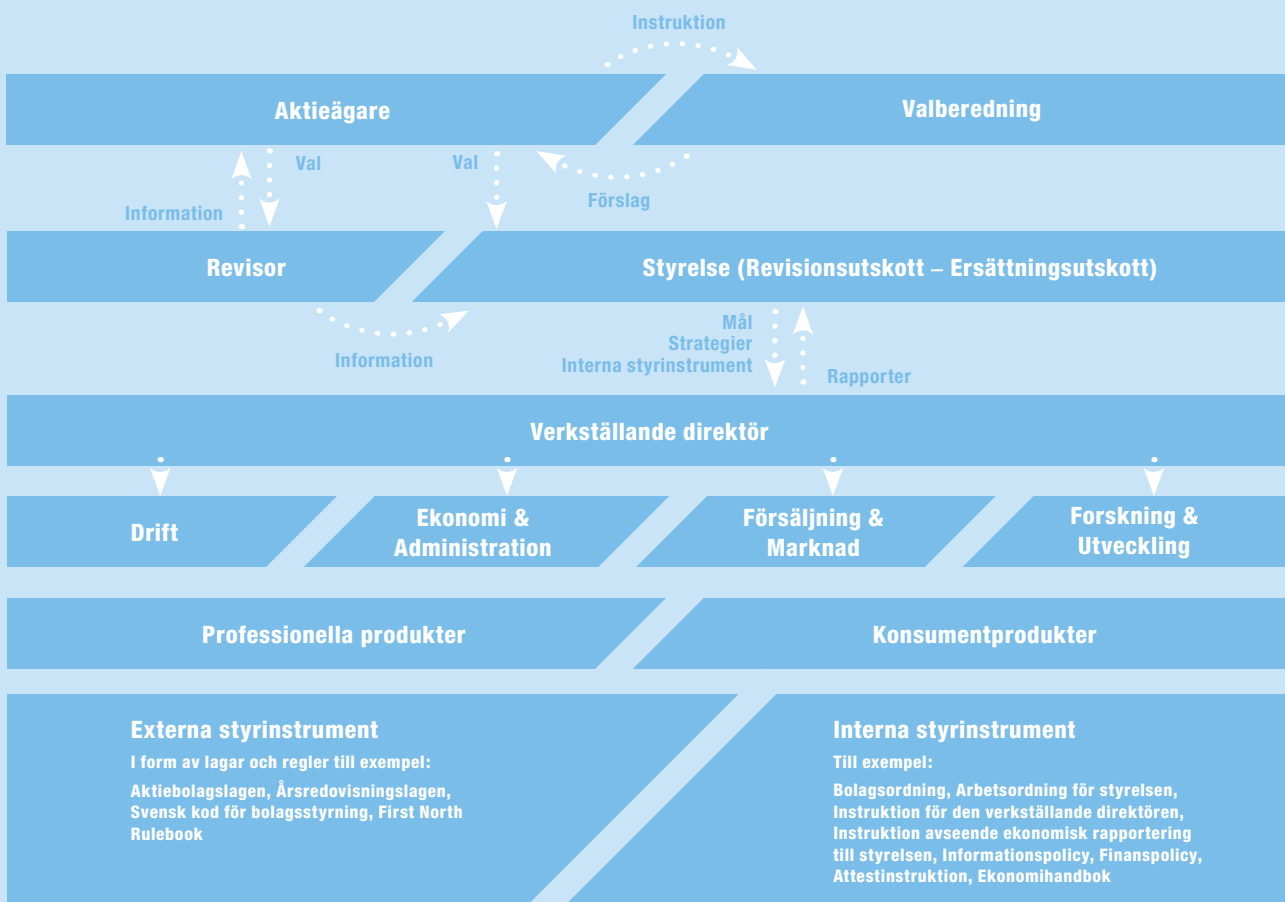 Instruktion
Aktieägare
Valberedning
Val
Val
Förslag
Information
Revisor
Styrelse (Revisionsutskott – Ersättningsutskott)
Information
Mål
Strategier
Interna styrinstrument
Rapporter
Verkställande direktör
Drift
Ekonomi &
Administration
Försäljning &
Marknad
Forskning &
Utveckling
Professionella produkter
Konsumentprodukter
Externa styrinstrument
I form av lagar och regler till exempel:
Aktiebolagslagen, Årsredovisningslagen,
Svensk kod för bolagsstyrning, First North
Rulebook
Interna styrinstrument
Till exempel:
Bolagsordning, Arbetsordning för styrelsen,
Instruktion för den verkställande direktören,
Instruktion avseende ekonomisk rapportering
till styrelsen, Informationspolicy, Finanspolicy,
Attestinstruktion, Ekonomihandbok